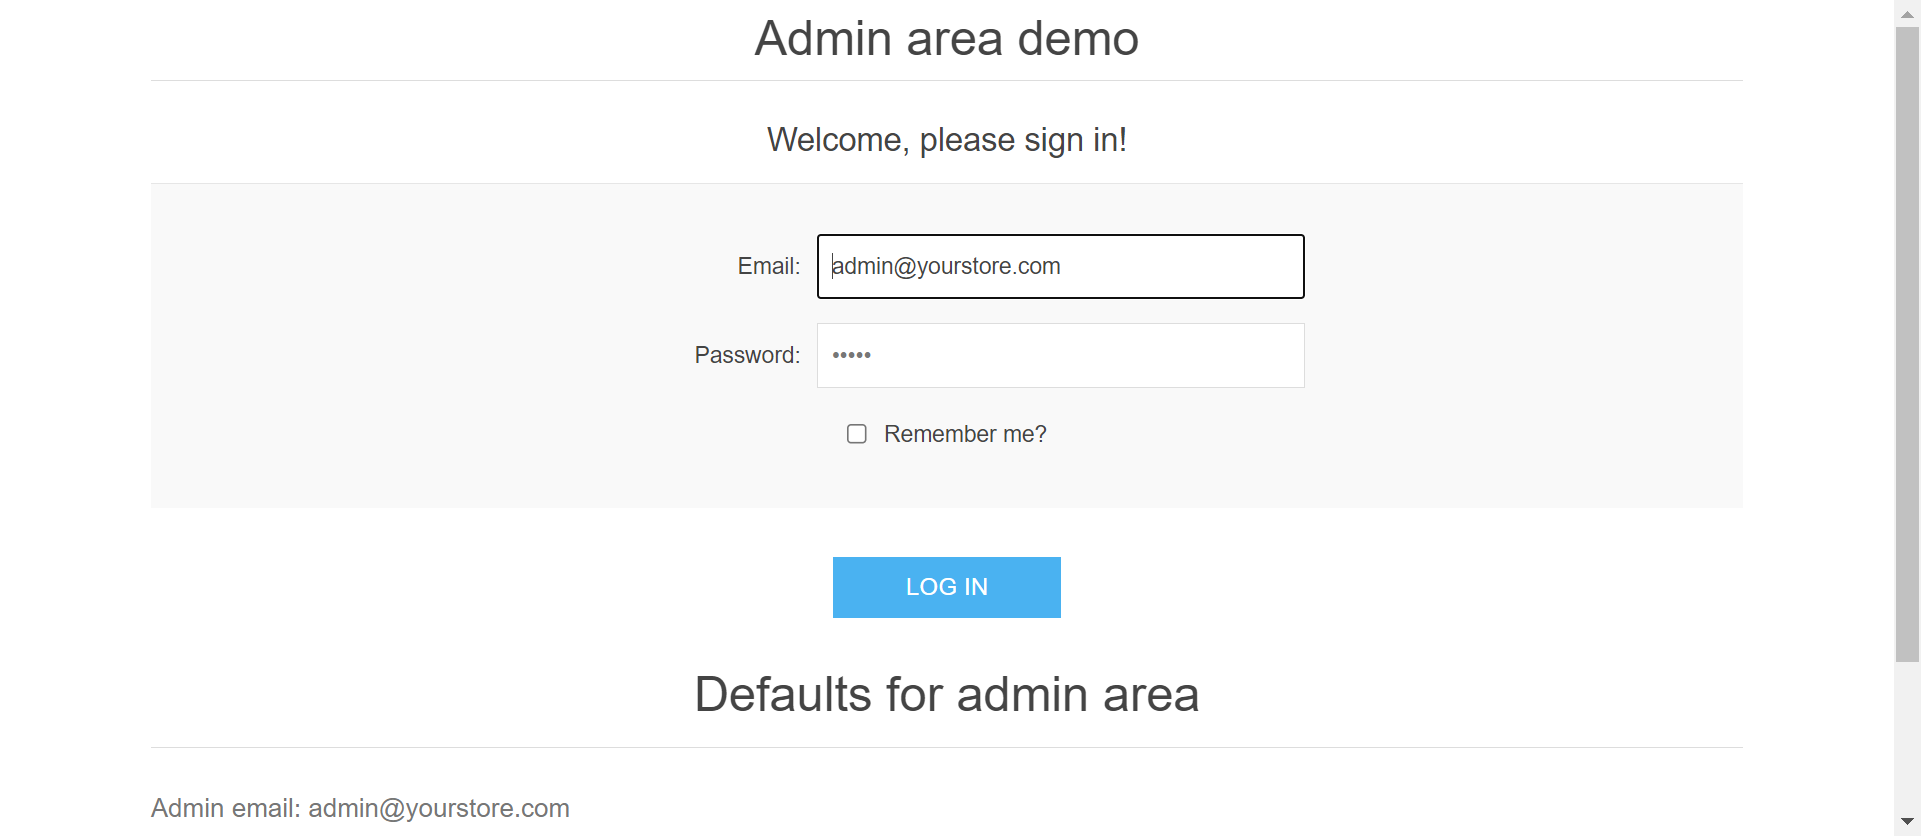 Admin area demo
Welcome, please sign in!
Email: admin@yourstore.com
Password: •••••
Remember me?
LOG IN
Defaults for admin area
Admin email: admin@yourstore.com